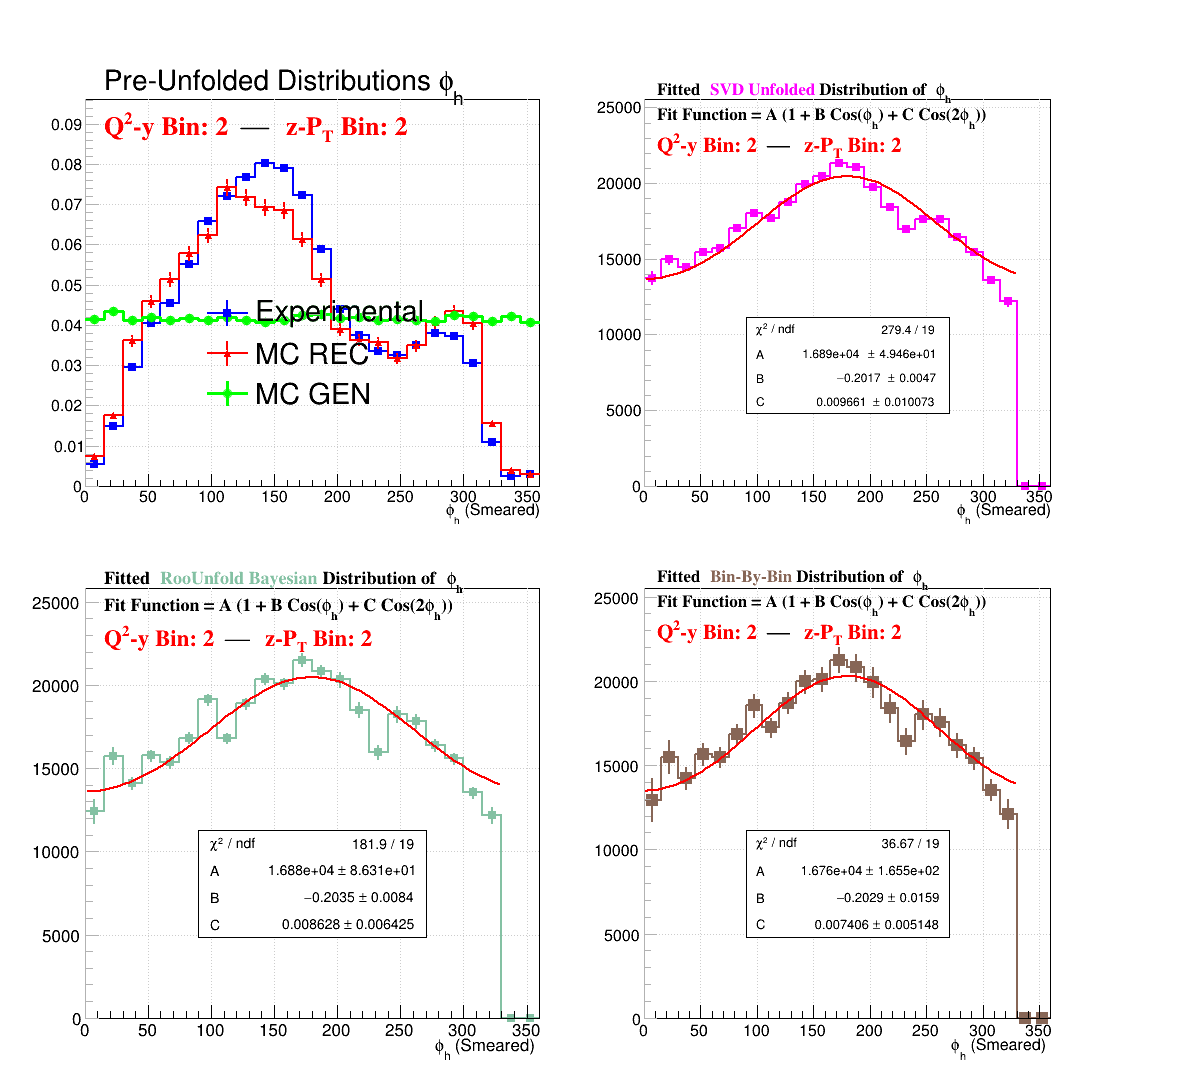 Pre-Unfolded Distributions ϕh
Q2-y Bin: 2 — z-PT Bin: 2
0.09
0.08
0.07
0.06
0.05
0.04
0.03
0.02
0.01
0
Experimental
MC REC
MC GEN
0 50 100 150 200 250 300 350
ϕh (Smeared)
Fitted SVD Unfolded Distribution of ϕh
Fit Function = A (1 + B Cos(ϕh) + C Cos(2ϕh))
Q2-y Bin: 2 — z-PT Bin: 2
25000
20000
15000
10000
5000
0
χ2 / ndf 279.4 / 19
A 1.689e+04 ± 4.946e+01
B −0.2017 ± 0.0047
C 0.009661 ± 0.010073
0 50 100 150 200 250 300 350
ϕh (Smeared)
Fitted RooUnfold Bayesian Distribution of ϕh
Fit Function = A (1 + B Cos(ϕh) + C Cos(2ϕh))
Q2-y Bin: 2 — z-PT Bin: 2
25000
20000
15000
10000
5000
0
χ2 / ndf 181.9 / 19
A 1.688e+04 ± 8.631e+01
B −0.2035 ± 0.0084
C 0.008628 ± 0.006425
0 50 100 150 200 250 300 350
ϕh (Smeared)
Fitted Bin-By-Bin Distribution of ϕh
Fit Function = A (1 + B Cos(ϕh) + C Cos(2ϕh))
Q2-y Bin: 2 — z-PT Bin: 2
25000
20000
15000
10000
5000
0
χ2 / ndf 36.67 / 19
A 1.676e+04 ± 1.655e+02
B −0.2029 ± 0.0159
C 0.007406 ± 0.005148
0 50 100 150 200 250 300 350
ϕh (Smeared)